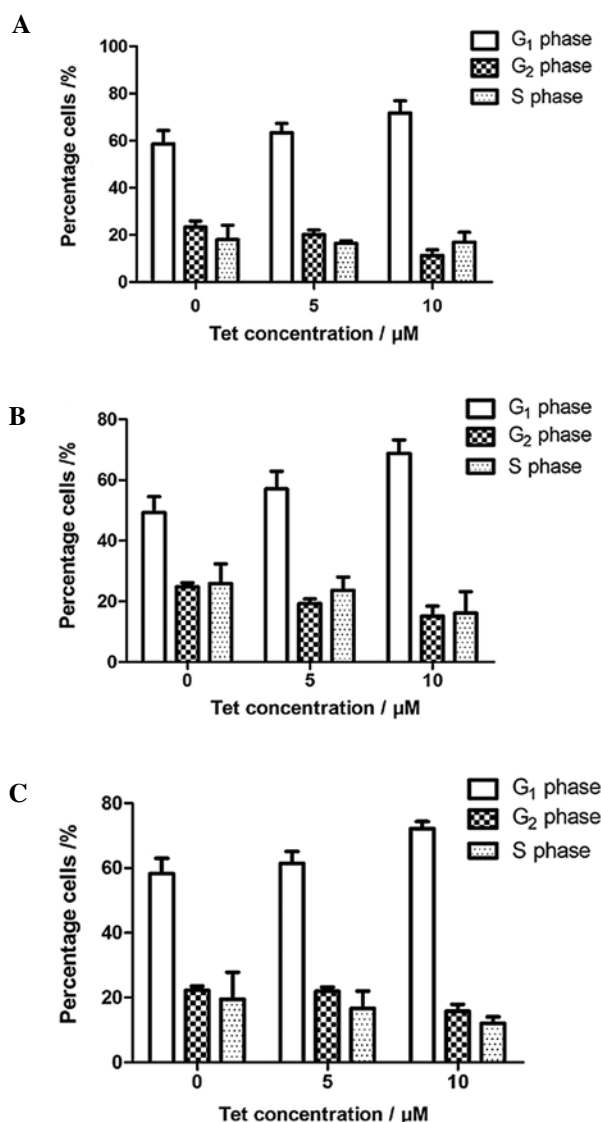 A
G₁ phase
G₂ phase
S phase
Percentage cells /%
100
80
60
40
20
0
0 5 10
Tet concentration / µM
B
G₁ phase
G₂ phase
S phase
Percentage cells /%
80
60
40
20
0
0 5 10
Tet concentration / µM
C
G₁ phase
G₂ phase
S phase
Percentage cells /%
80
60
40
20
0
0 5 10
Tet concentration / µM